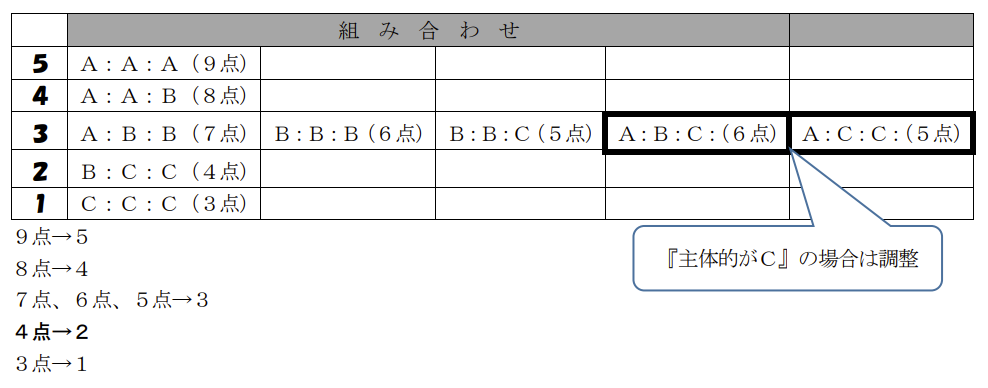 組 み 合 わ せ
5 A：A：A（9点）
4 A：A：B（8点）
3 A：B：B（7点） B：B：B（6点） B：B：C（5点） A：B：C：（6点） A：C：C：（5点）
2 B：C：C（4点）
1 C：C：C（3点）
『主体的がC』の場合は調整
9点→5
8点→4
7点、6点、5点→3
4点→2
3点→1